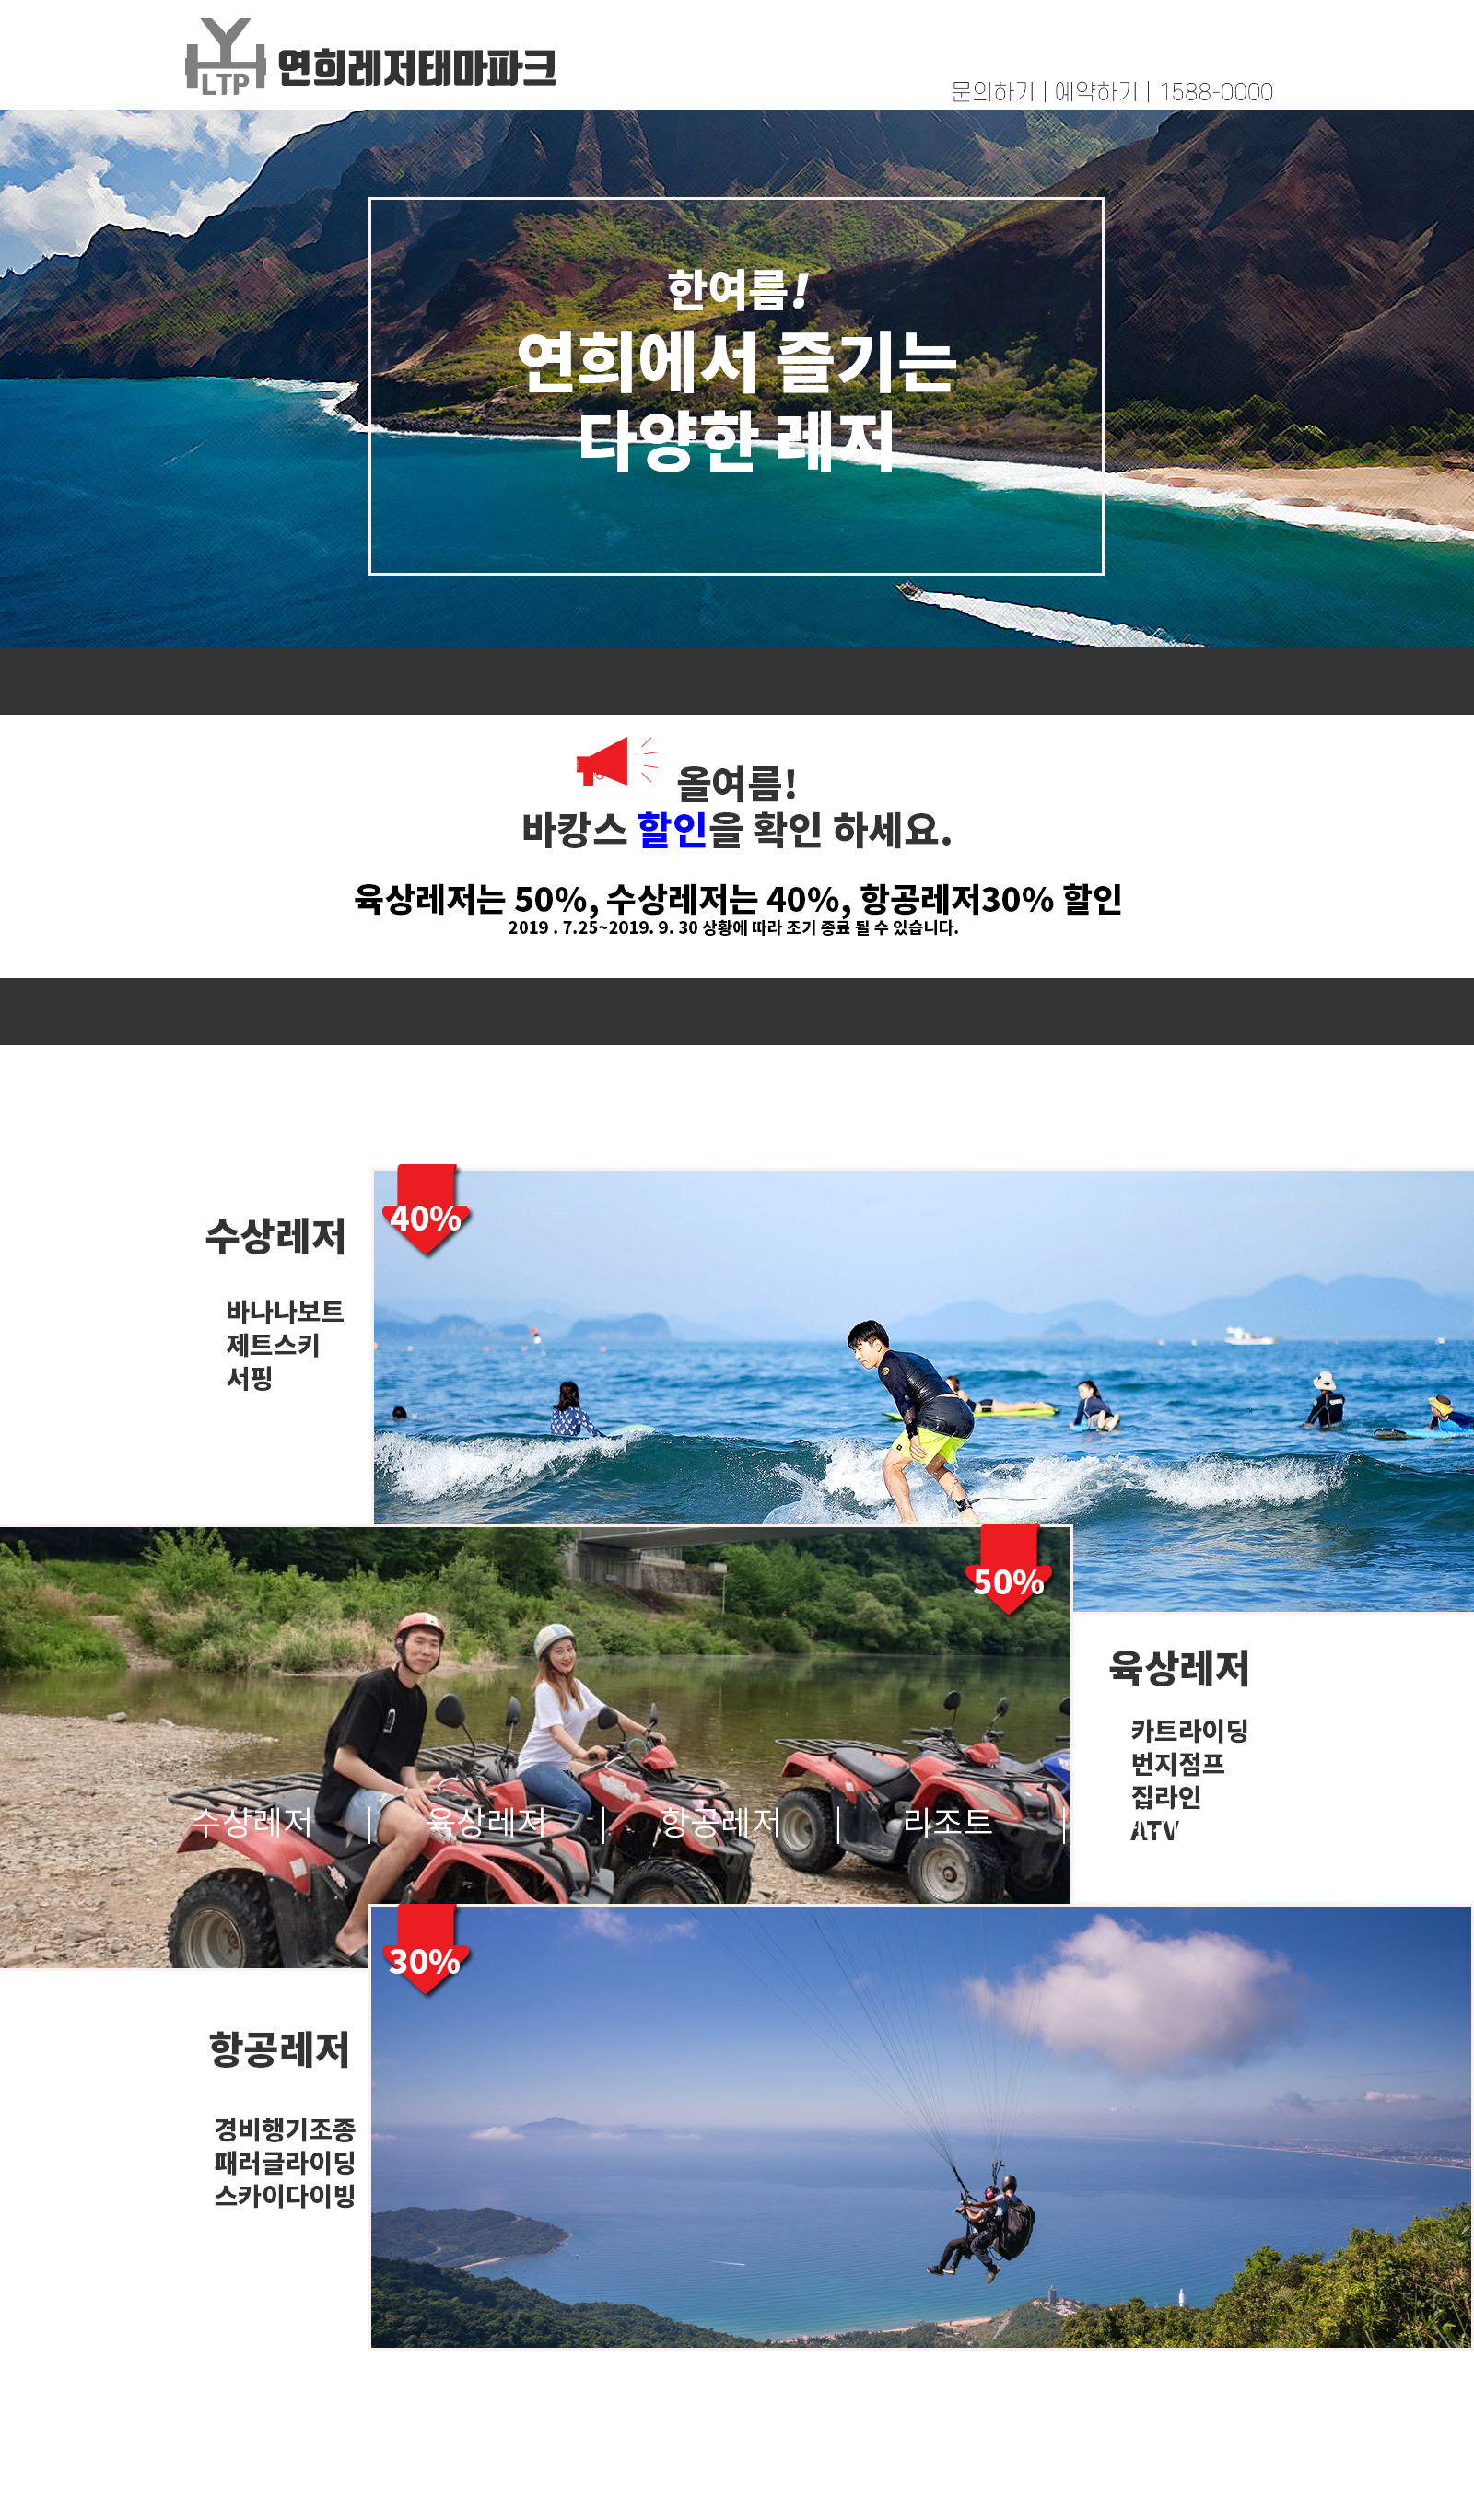 LTP
연희레저태마파크
문의하기 | 예약하기 | 1588-0000
한여름!
연희에서 즐기는
다양한 레저
올여름!
바캉스 할인을 확인 하세요.
육상레저는 50%, 수상레저는 40%, 항공레저30% 할인
2019 . 7.25~2019. 9. 30 상황에 따라 조기 종료 될 수 있습니다.
40%
수상레저
바나나보트
제트스키
서핑
50%
육상레저
카트라이딩
번지점프
집라인
ATV
수상레저 | 육상레저 | 항공레저 | 리조트 |
30%
항공레저
경비행기조종
패러글라이딩
스카이다이빙